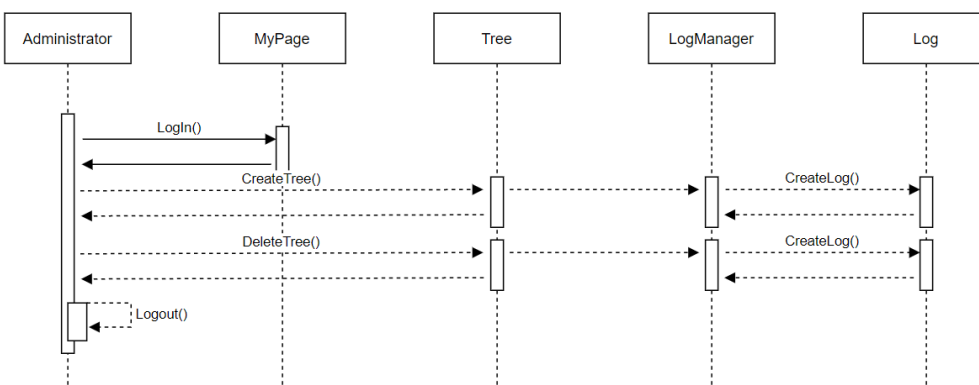 Administrator
MyPage
Tree
LogManager
Log
LogIn()
CreateTree()
CreateLog()
DeleteTree()
CreateLog()
Logout()